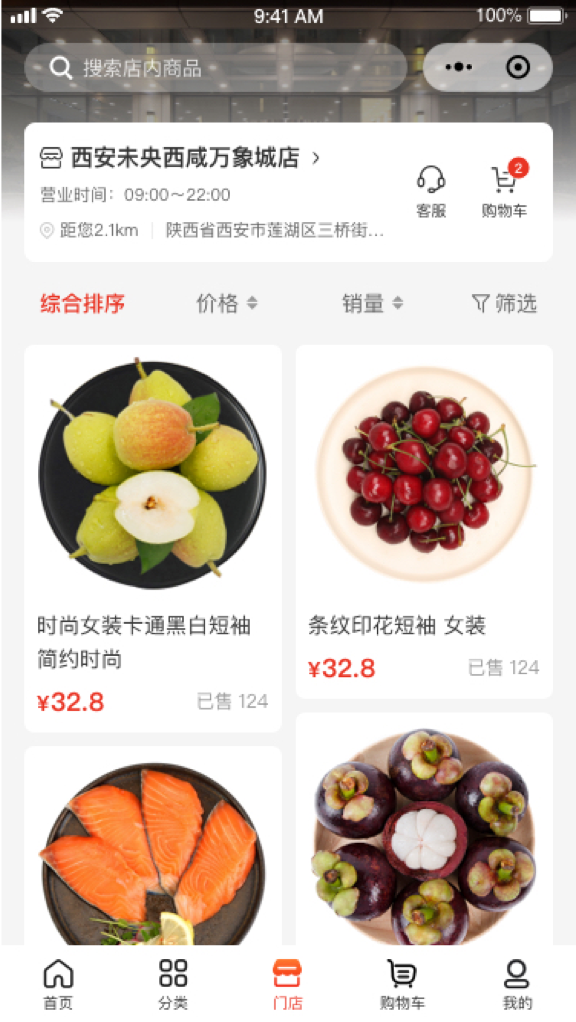 9:41 AM
100%
搜索店内商品
西安未央西咸万象城店
营业时间：09:00～22:00
距您2.1km
陕西省西安市莲湖区三桥街...
客服
购物车
2
综合排序
价格
销量
筛选
时尚女装卡通黑白短袖
简约时尚
¥32.8
已售 124
条纹印花短袖 女装
¥32.8
已售 124
首页
分类
门店
购物车
我的